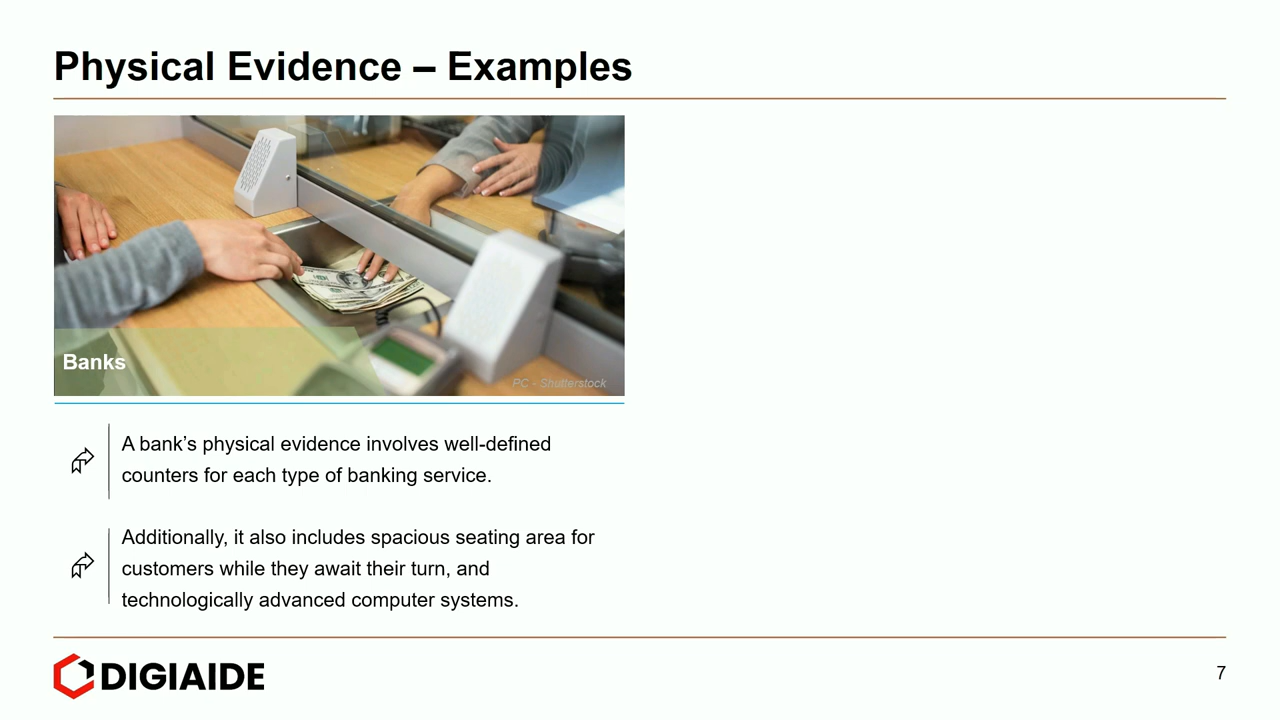 Physical Evidence – Examples
Banks
PC - Shutterstock
A bank’s physical evidence involves well-defined
counters for each type of banking service.
Additionally, it also includes spacious seating area for
customers while they await their turn, and
technologically advanced computer systems.
DIGIAIDE
7